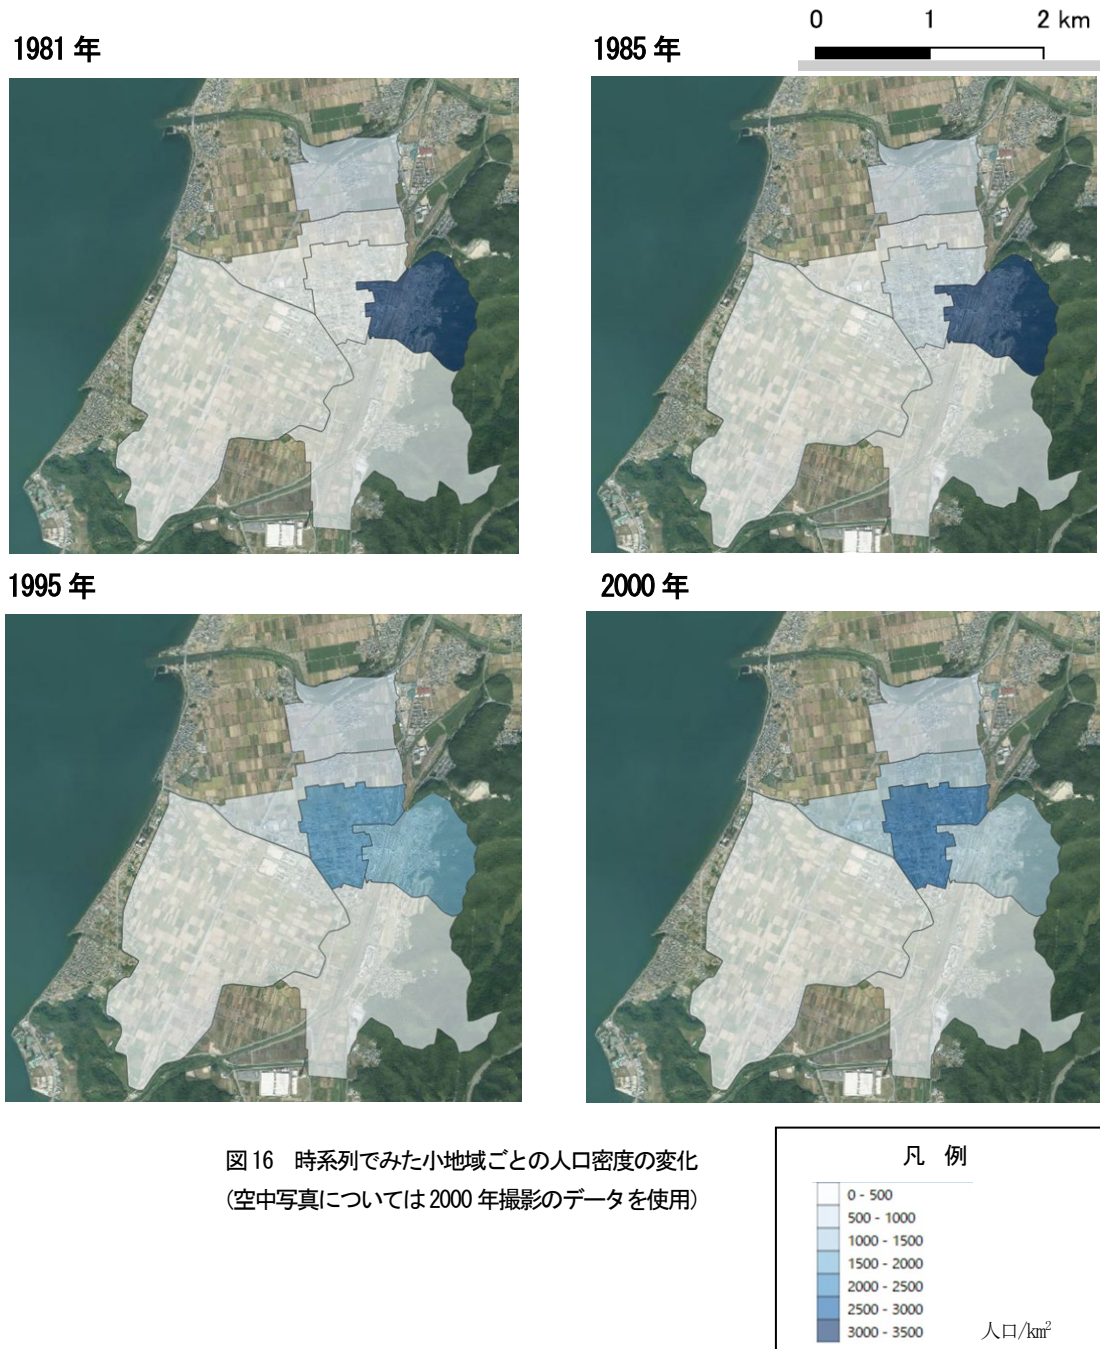 0 1 2 km
1981 年
1985 年
1995 年
2000 年
図 16　時系列でみた小地域ごとの人口密度の変化
(空中写真については 2000 年撮影のデータを使用)
凡 例
0 - 500
500 - 1000
1000 - 1500
1500 - 2000
2000 - 2500
2500 - 3000
3000 - 3500
人口/km²